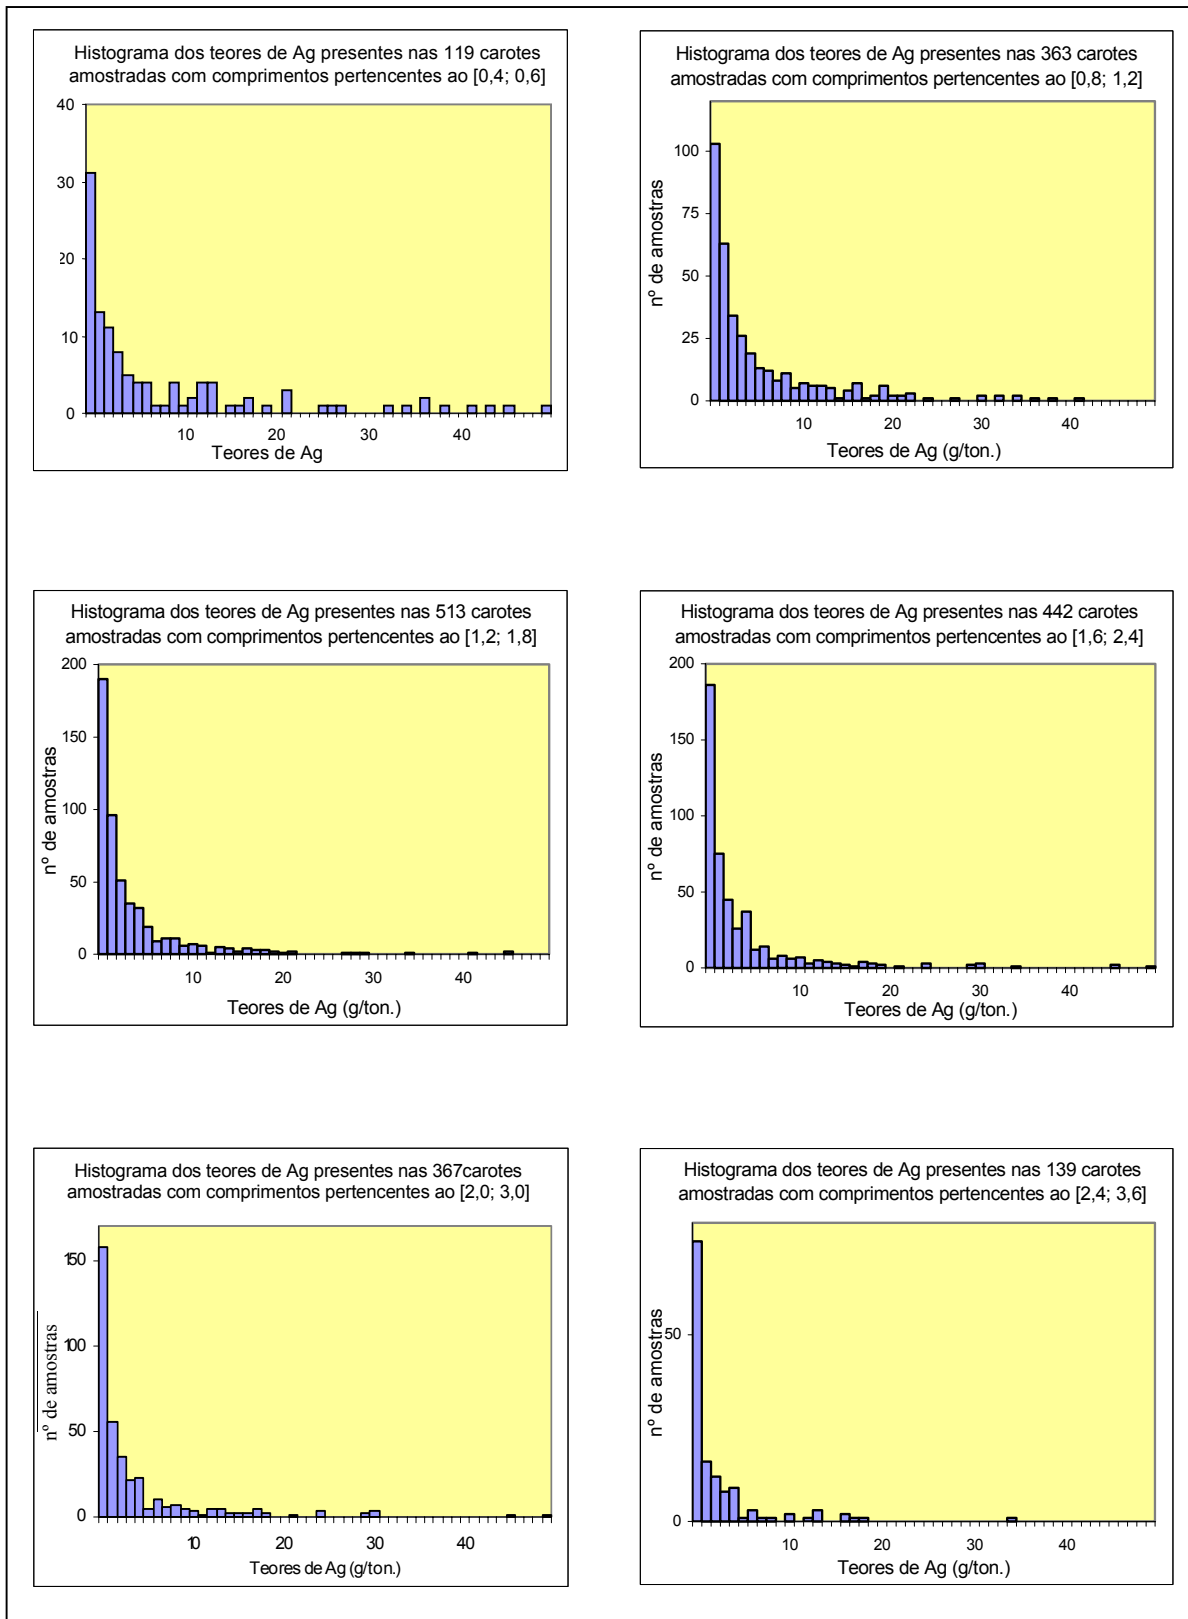 Histograma dos teores de Ag presentes nas 119 carotes
amostradas com comprimentos pertencentes ao [0,4; 0,6]
40
30
20
10
0
10 20 30 40
Teores de Ag
Histograma dos teores de Ag presentes nas 363 carotes
amostradas com comprimentos pertencentes ao [0,8; 1,2]
nº de amostras
100
75
50
25
0
10 20 30 40
Teores de Ag (g/ton.)
Histograma dos teores de Ag presentes nas 513 carotes
amostradas com comprimentos pertencentes ao [1,2; 1,8]
nº de amostras
200
150
100
50
0
10 20 30 40
Teores de Ag (g/ton.)
Histograma dos teores de Ag presentes nas 442 carotes
amostradas com comprimentos pertencentes ao [1,6; 2,4]
nº de amostras
200
150
100
50
0
10 20 30 40
Teores de Ag (g/ton.)
Histograma dos teores de Ag presentes nas 367carotes
amostradas com comprimentos pertencentes ao [2,0; 3,0]
nº de amostras
150
100
50
0
10 20 30 40
Teores de Ag (g/ton.)
Histograma dos teores de Ag presentes nas 139 carotes
amostradas com comprimentos pertencentes ao [2,4; 3,6]
nº de amostras
50
0
10 20 30 40
Teores de Ag (g/ton.)